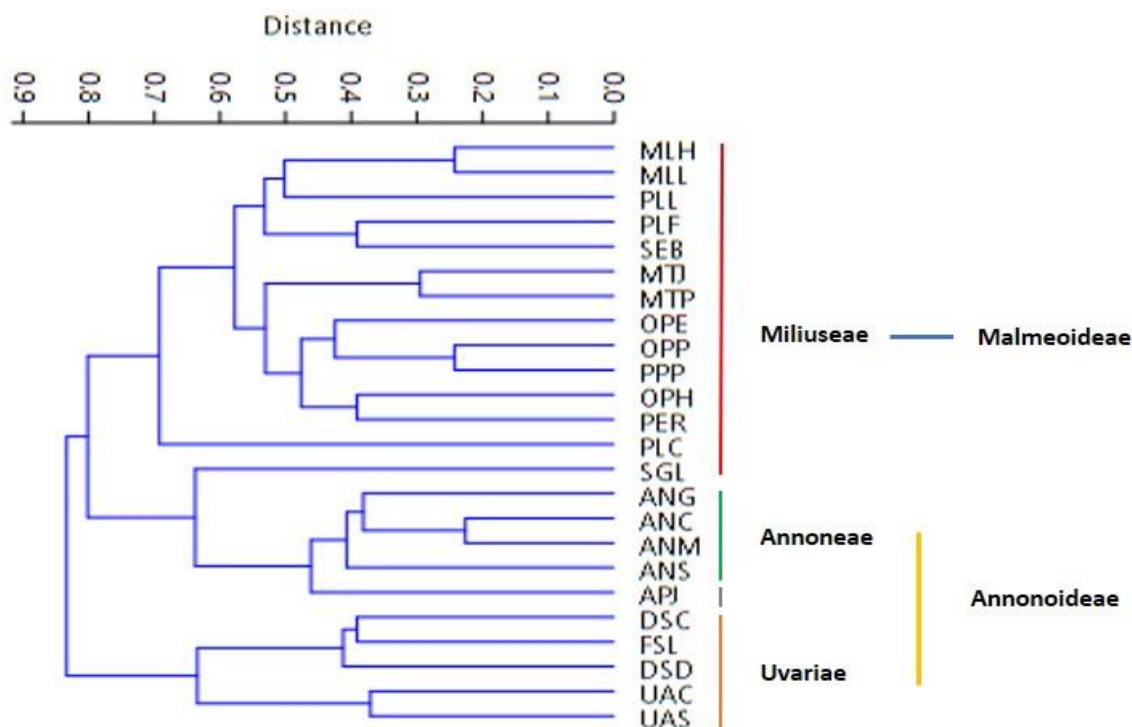 Distance
0.9 0.8 0.7 0.6 0.5 0.4 0.3 0.2 0.1 0.0
MLH
MLL
PLL
PLF
SEB
MTJ
MTP
OPE
OPP
PPP
OPH
PER
PLC
SGL
ANG
ANC
ANM
ANS
APJ
DSC
FSL
DSD
UAC
UAS
Miliuseae
Malmeoideae
Annoneae
Annonoideae
Uvariae